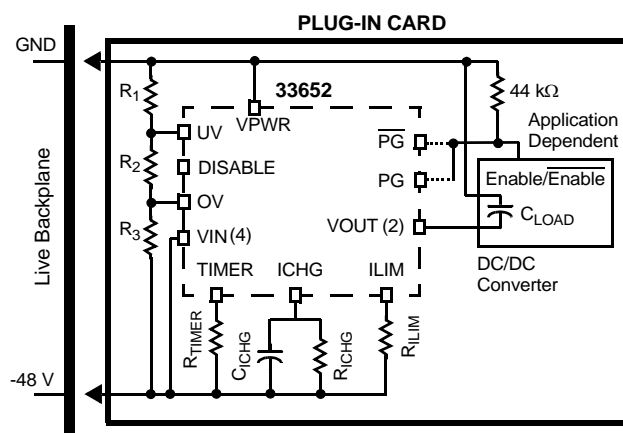 PLUG-IN CARD
GND
R1
33652
44 kΩ
VPWR
UV
PG
Application
Dependent
R2
DISABLE
PG
Enable/Enable
OV
CLOAD
R3
VIN (4)
VOUT (2)
Live Backplane
TIMER
ICHG
ILIM
DC/DC
Converter
RTIMER
CICHG
RICHG
RILIM
-48 V